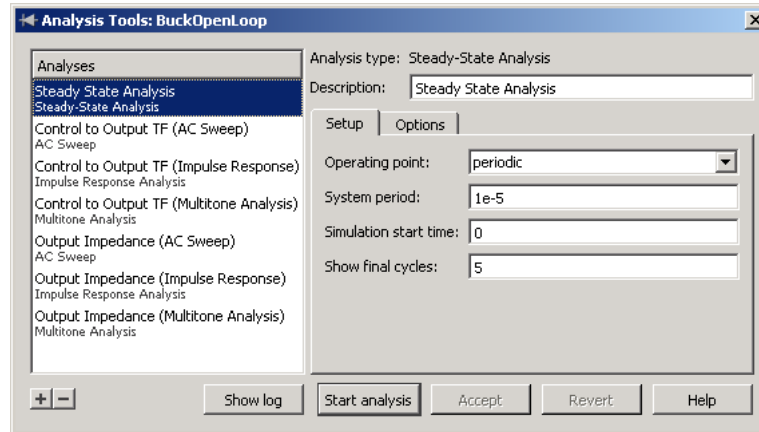 Analysis Tools: BuckOpenLoop
Analyses
Steady State Analysis
Steady-State Analysis
Control to Output TF (AC Sweep)
AC Sweep
Control to Output TF (Impulse Response)
Impulse Response Analysis
Control to Output TF (Multitone Analysis)
Multitone Analysis
Output Impedance (AC Sweep)
AC Sweep
Output Impedance (Impulse Response)
Impulse Response Analysis
Output Impedance (Multitone Analysis)
Multitone Analysis
Analysis type: Steady-State Analysis
Description: Steady State Analysis
Setup Options
Operating point: periodic
System period: 1e-5
Simulation start time: 0
Show final cycles: 5
+ − Show log Start analysis Accept Revert Help